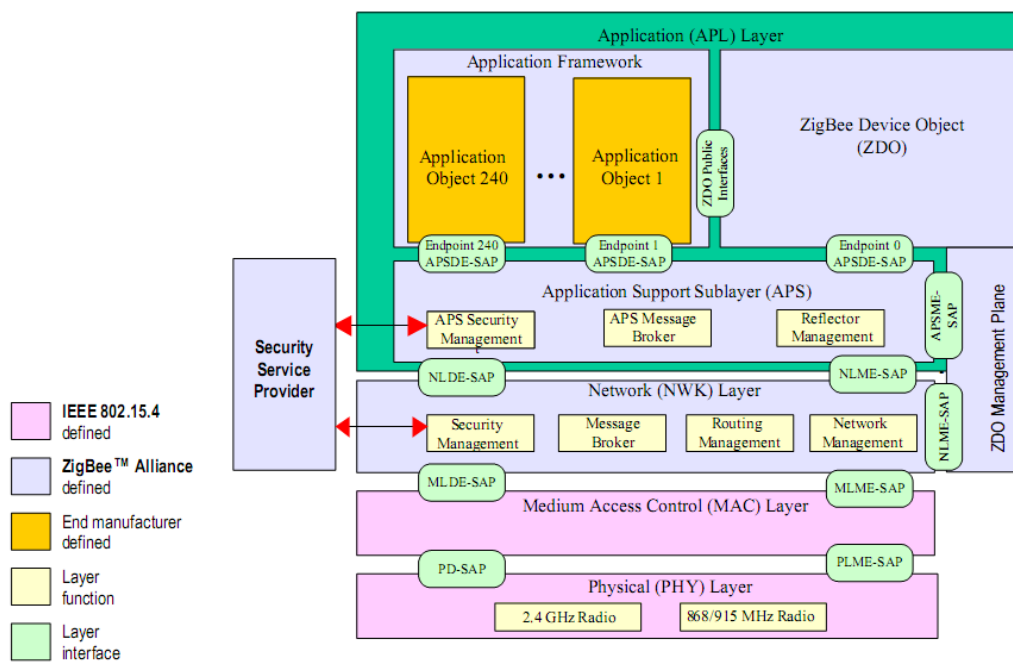 Application (APL) Layer
Application Framework
Application
Object 240
...
Application
Object 1
ZDO Public
Interfaces
ZigBee Device Object
(ZDO)
Endpoint 240
APSDE-SAP
Endpoint 1
APSDE-SAP
Endpoint 0
APSDE-SAP
Application Support Sublayer (APS)
APS Security
Management
APS Message
Broker
Reflector
Management
APSME-
SAP
Security
Service
Provider
NLDE-SAP
NLME-SAP
Network (NWK) Layer
Security
Management
Message
Broker
Routing
Management
Network
Management
NLME-SAP
ZDO Management Plane
MLDE-SAP
MLME-SAP
Medium Access Control (MAC) Layer
PD-SAP
PLME-SAP
Physical (PHY) Layer
2.4 GHz Radio
868/915 MHz Radio
IEEE 802.15.4
defined
ZigBee™ Alliance
defined
End manufacturer
defined
Layer
function
Layer
interface